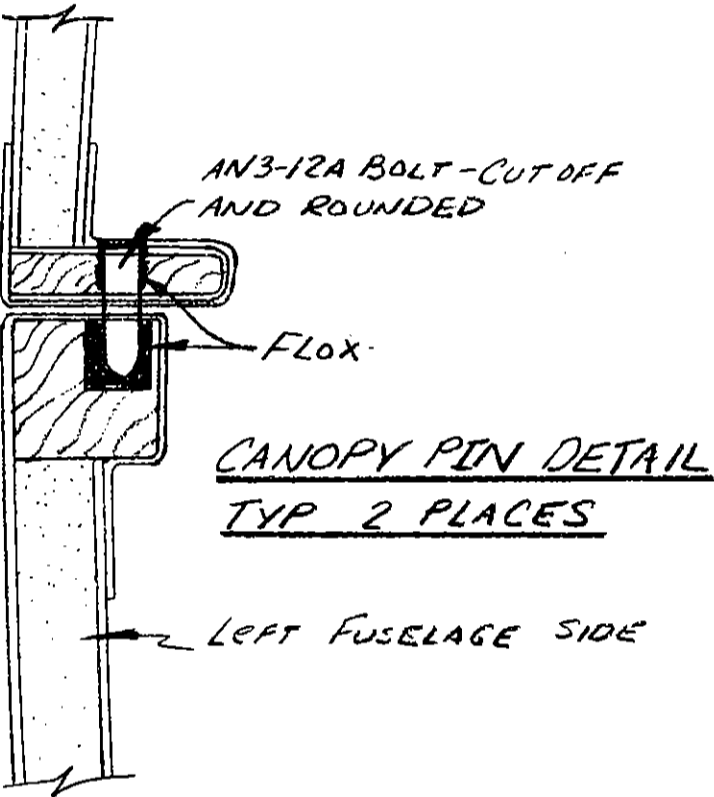 AN3-12A BOLT-CUT OFF
AND ROUNDED
FLOX
CANOPY PIN DETAIL
TYP 2 PLACES
LEFT FUSELAGE SIDE